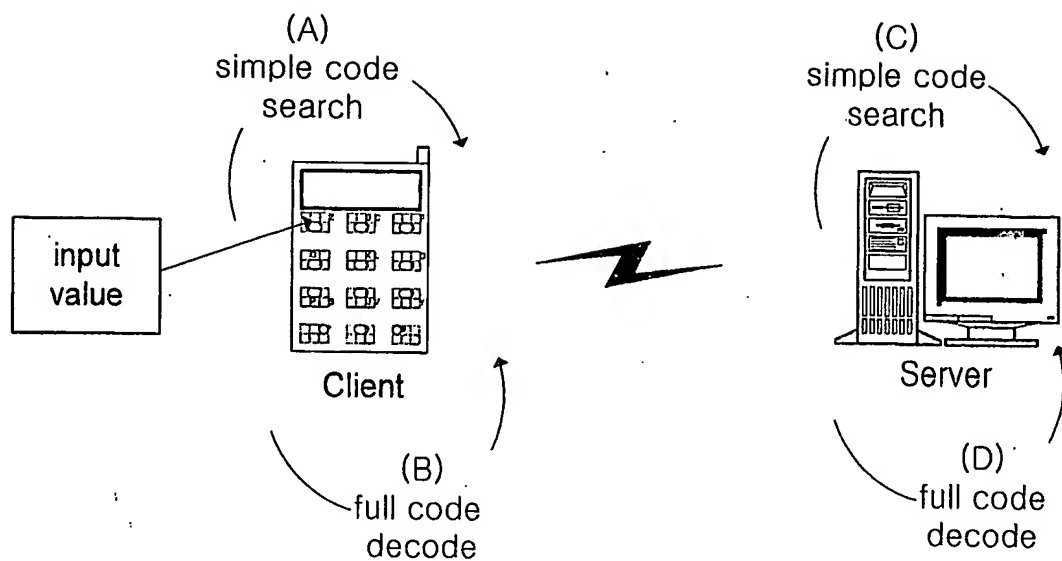 (A)
simple code
search
(C)
simple code
search
input
value
Client
Server
(B)
full code
decode
(D)
full code
decode